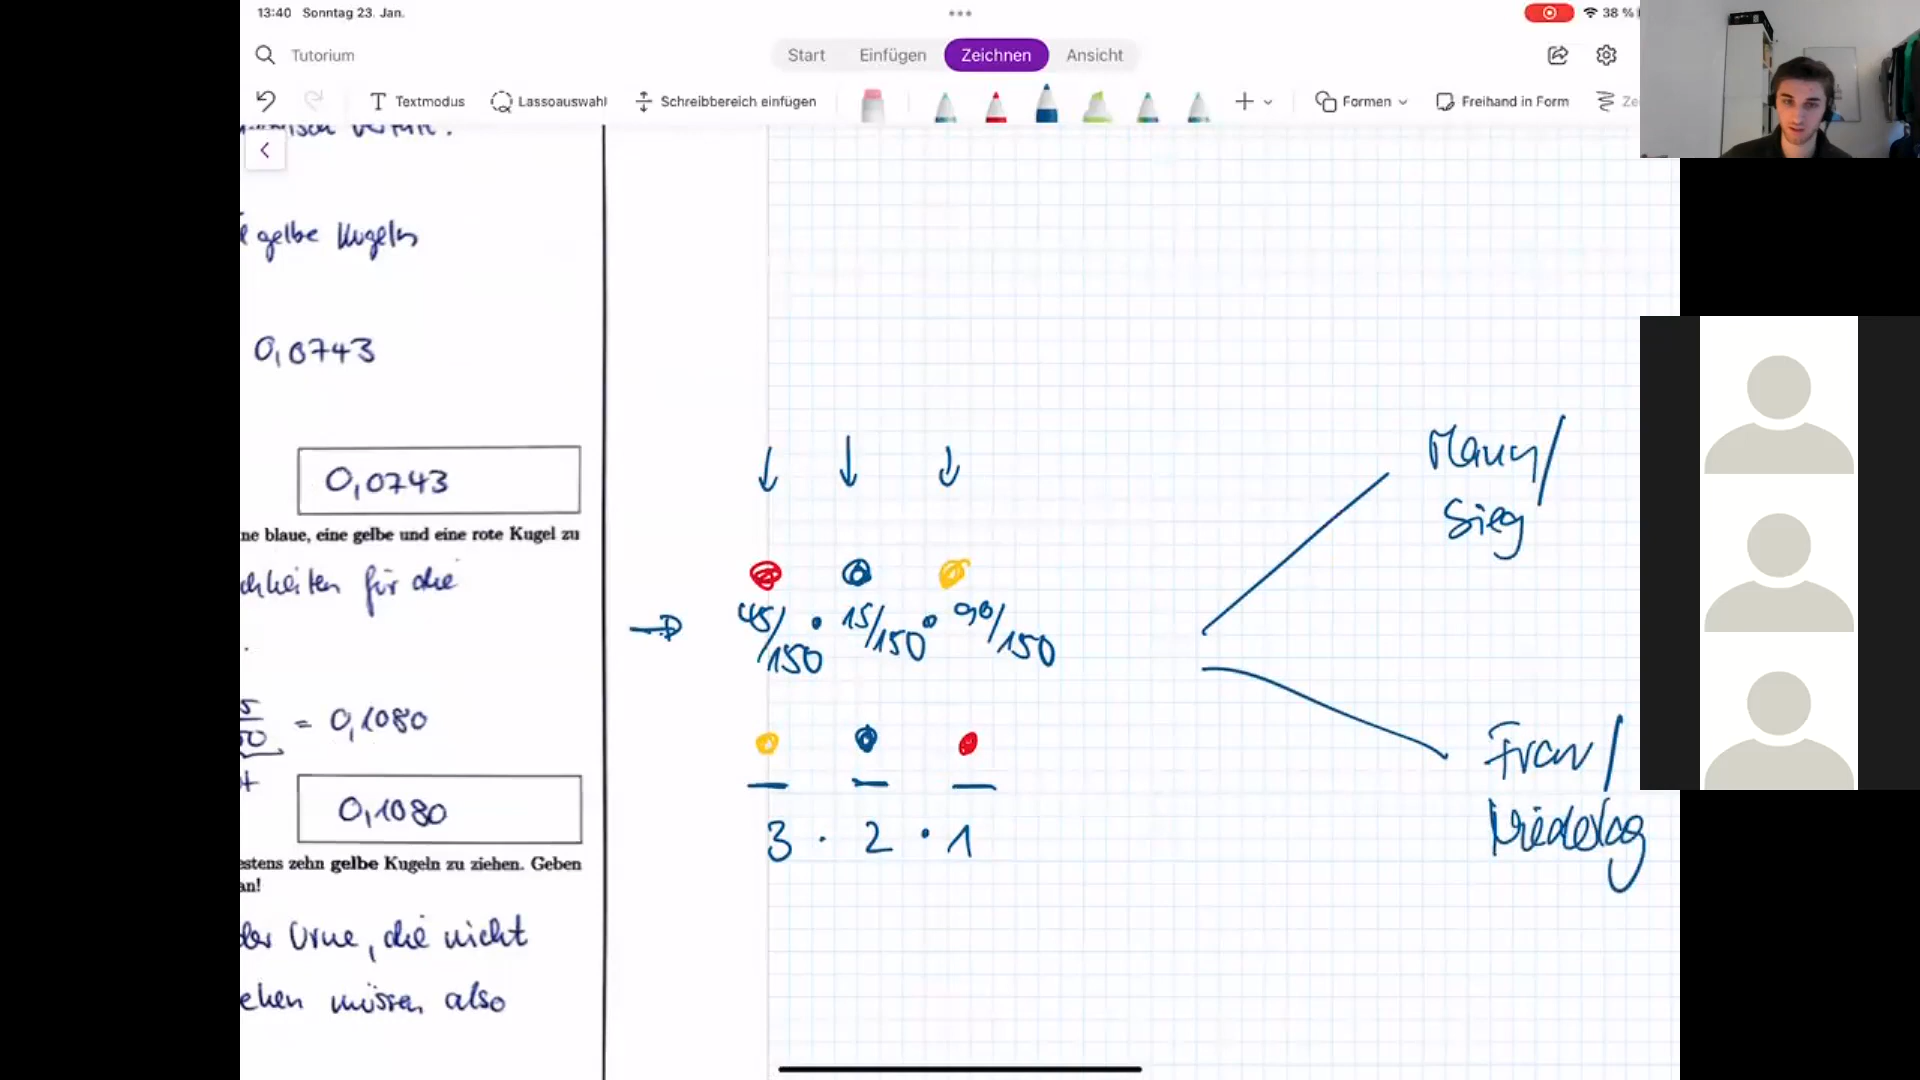 13:40 Sonntag 23. Jan.
38 %
Tutorium
Start Einfügen Zeichnen Ansicht
Textmodus Lassoauswahl Schreibbereich einfügen Formen Freihand in Form
gelbe Kugeln
0,0743
0,0743
ne blaue, eine gelbe und eine rote Kugel zu
für die
= 0,1080
0,1080
estens zehn gelbe Kugeln zu ziehen. Geben
an!
Urne, die nicht
müssen also
45/150 · 15/150 · 90/150
3 · 2 · 1
Mann/
Sieg
Frau/